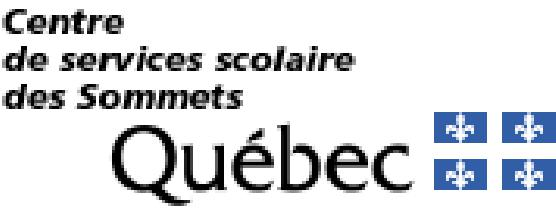 Centre
de services scolaire
des Sommets
Québec